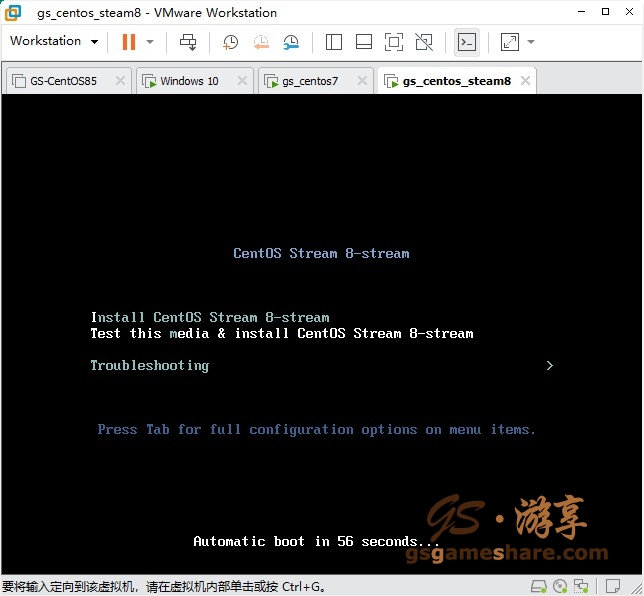 gs_centos_steam8 - VMware Workstation
Workstation
GS-CentOS85
Windows 10
gs_centos7
gs_centos_steam8
CentOS Stream 8-stream
Install CentOS Stream 8-stream
Test this media & install CentOS Stream 8-stream
Troubleshooting >
Press Tab for full configuration options on menu items.
GS·游享
Automatic boot in 56 seconds...
gsgameshare.com
要将输入定向到该虚拟机，请在虚拟机内部单击或按 Ctrl+G。